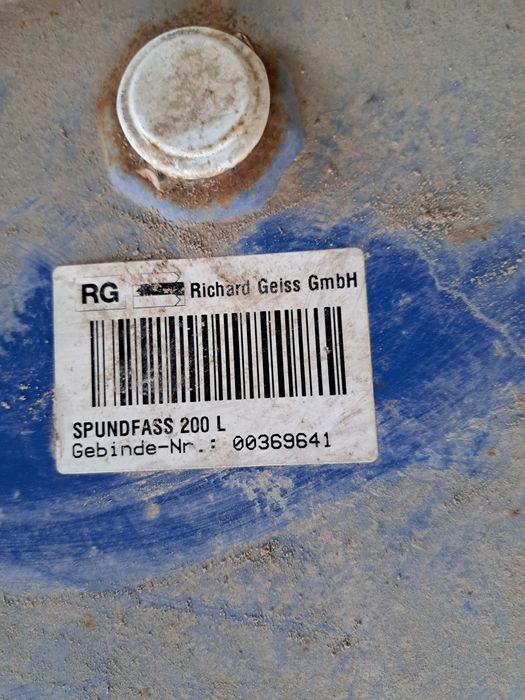 RG Richard Geiss GmbH
SPUNDFASS 200 L
Gebinde-Nr.: 00369641